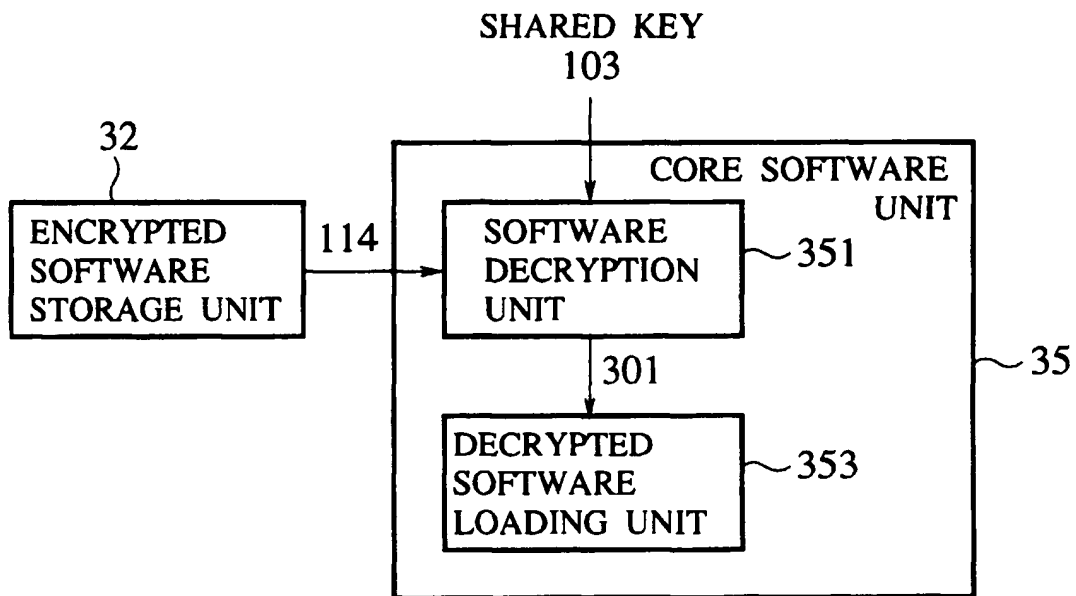 SHARED KEY
103
32
CORE SOFTWARE
UNIT
ENCRYPTED
SOFTWARE
STORAGE UNIT
114
SOFTWARE
DECRYPTION
UNIT
351
301
35
DECRYPTED
SOFTWARE
LOADING UNIT
353